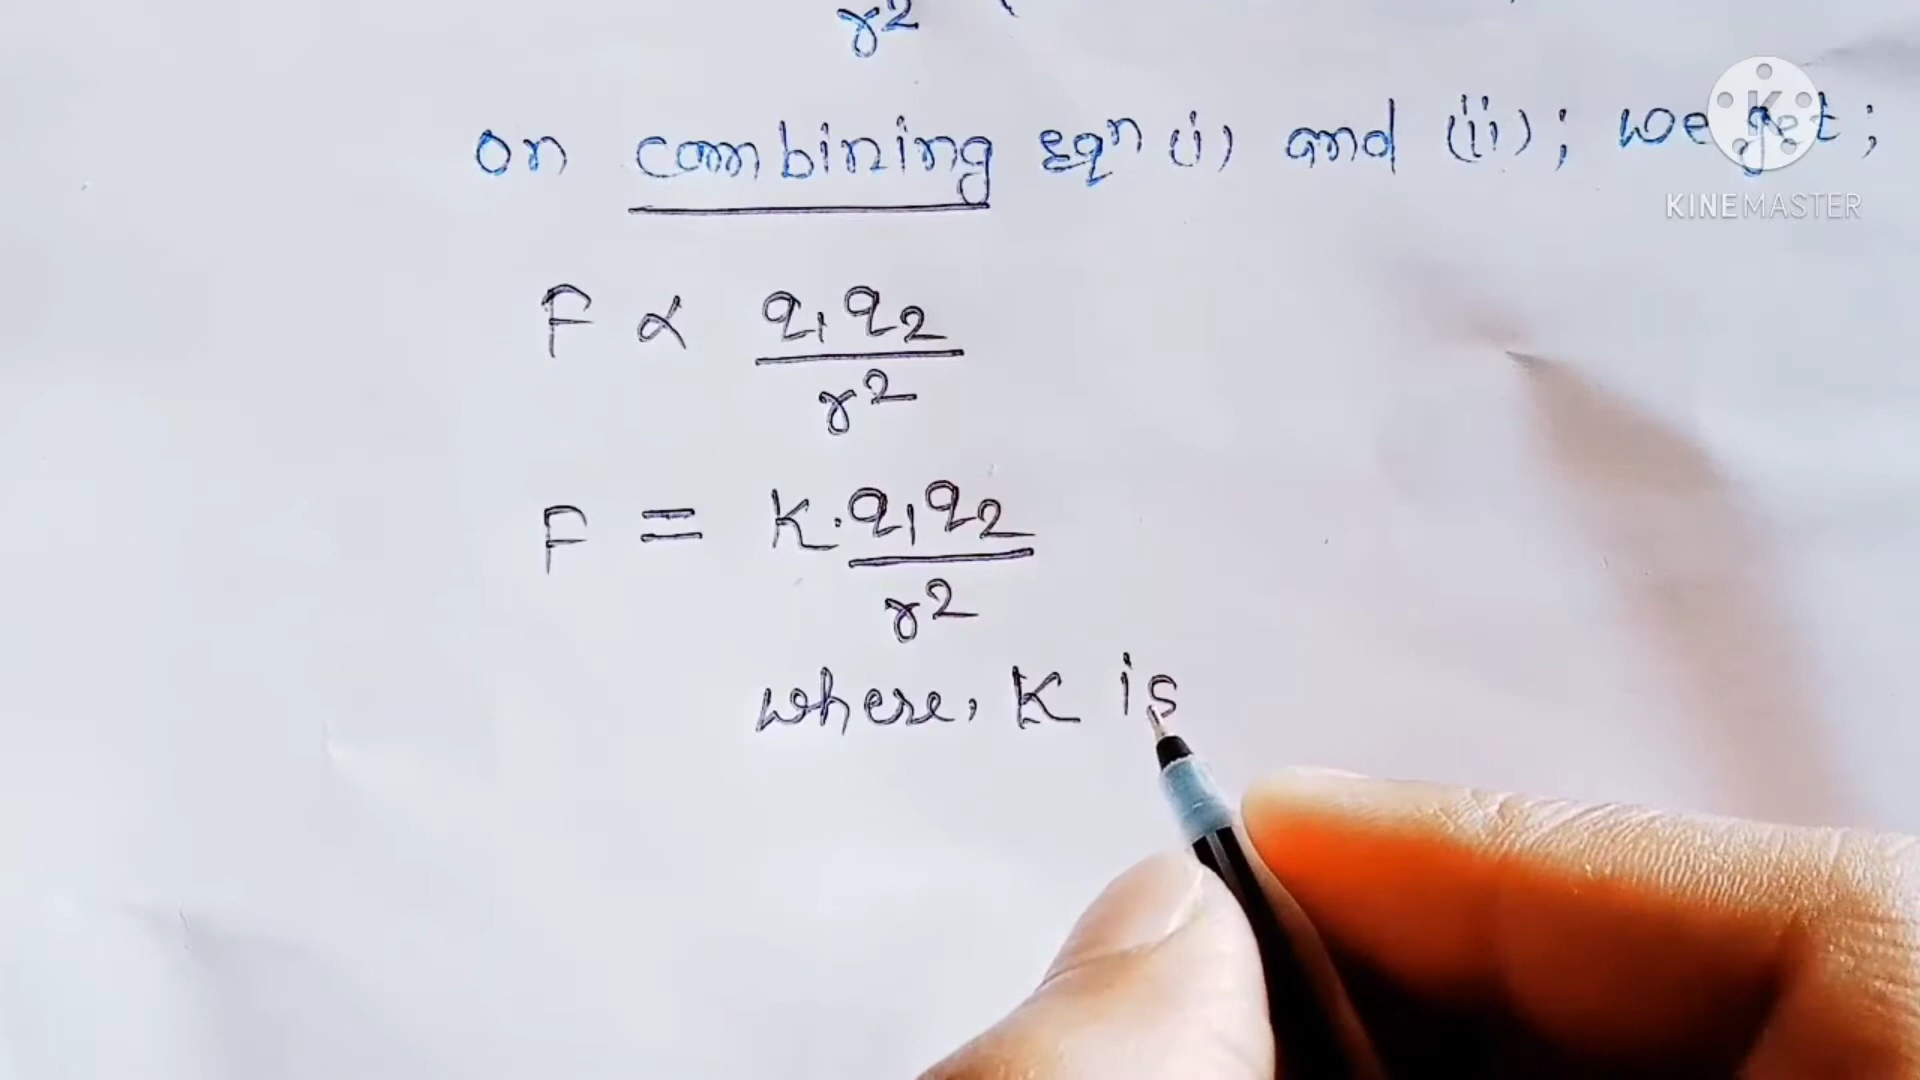 r²
on combining eqn (i) and (ii); we get;
KINEMASTER
F ∝ q₁q₂
r²
F = K. q₁q₂
r²
where, K is